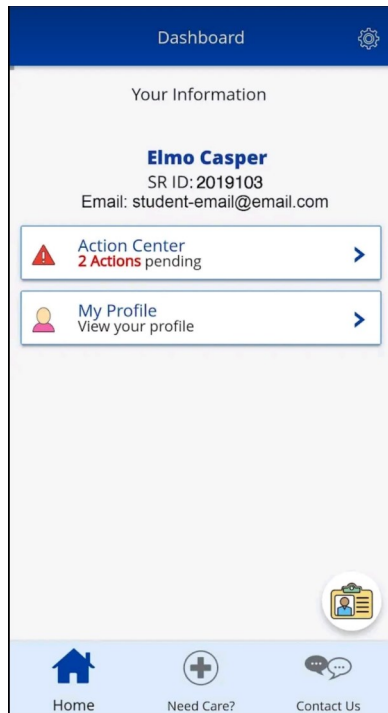 Dashboard
Your Information
Elmo Casper
SR ID: 2019103
Email: student-email@email.com
Action Center
2 Actions pending
My Profile
View your profile
Home
Need Care?
Contact Us